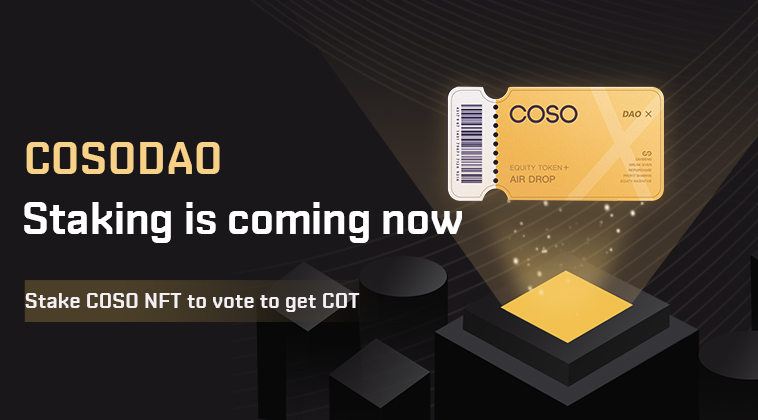 COSODAO
Staking is coming now
Stake COSO NFT to vote to get COT
COSO
DAO X
EQUITY TOKEN+
AIR DROP